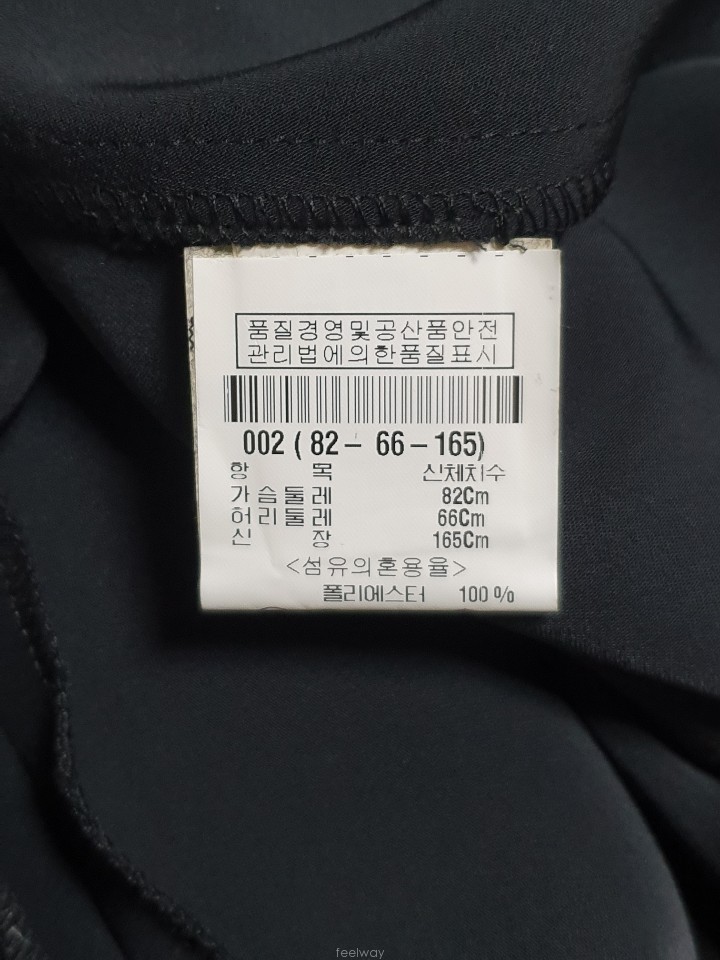 품질경영및공산품안전
관리법에의한품질표시
002 ( 82 – 66 – 165)
항 목 신체치수
가슴둘레 82Cm
허리둘레 66Cm
신 장 165Cm
<섬유의혼용율>
폴리에스터 100 %
feelway